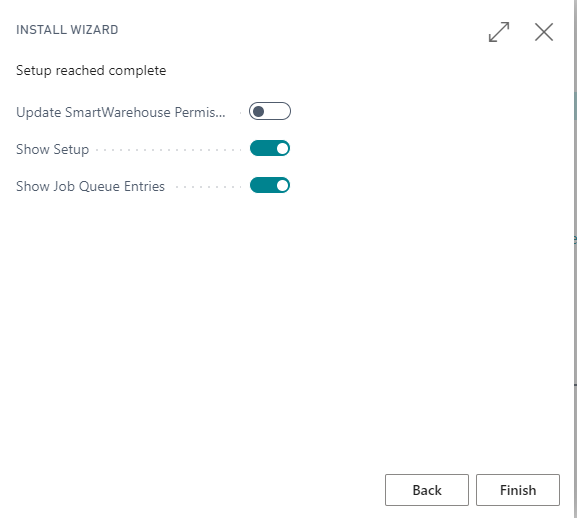 INSTALL WIZARD
Setup reached complete
Update SmartWarehouse Permis...
Show Setup
Show Job Queue Entries
Back
Finish